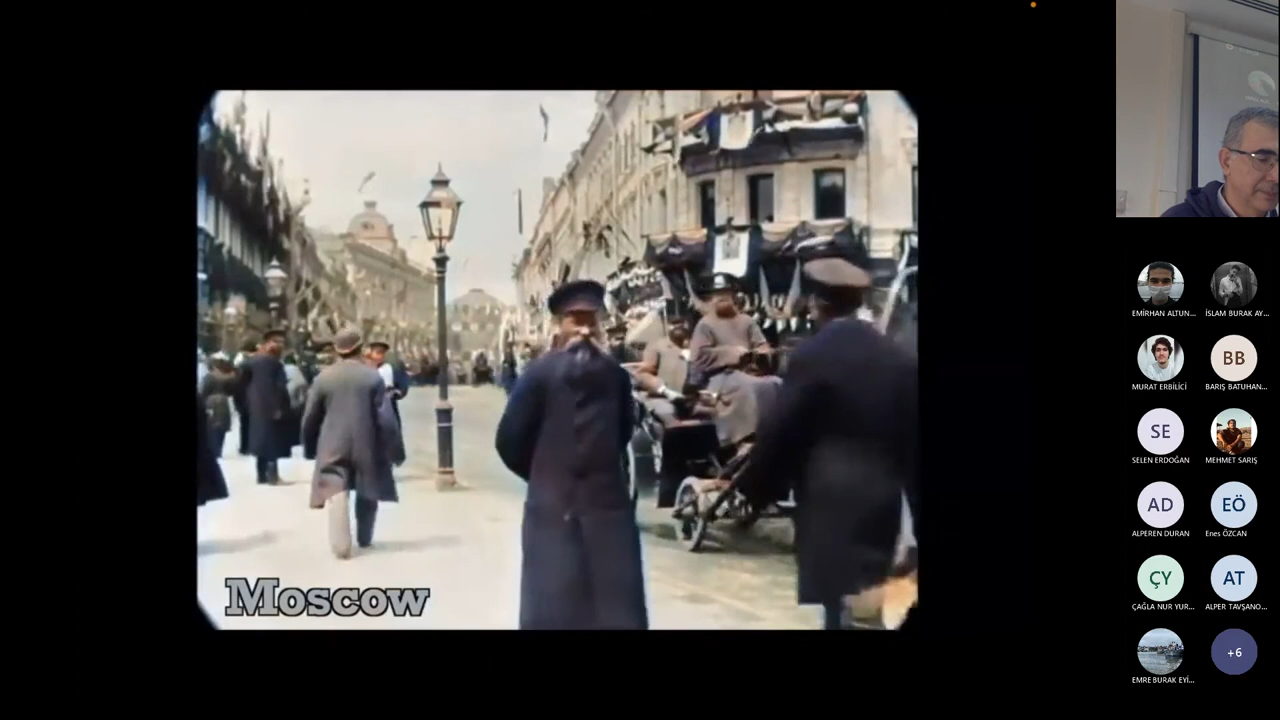 Moscow
EMİRHAN ALTUN...
İSLAM BURAK AY...
MURAT ERBİLİCİ
BB
BARIŞ BATUHAN...
SE
SELEN ERDOĞAN
MEHMET SARIŞ
AD
ALPEREN DURAN
EÖ
Enes ÖZCAN
ÇY
ÇAĞLA NUR YUR...
AT
ALPER TAVŞANO...
EMRE BURAK EYİ...
+6